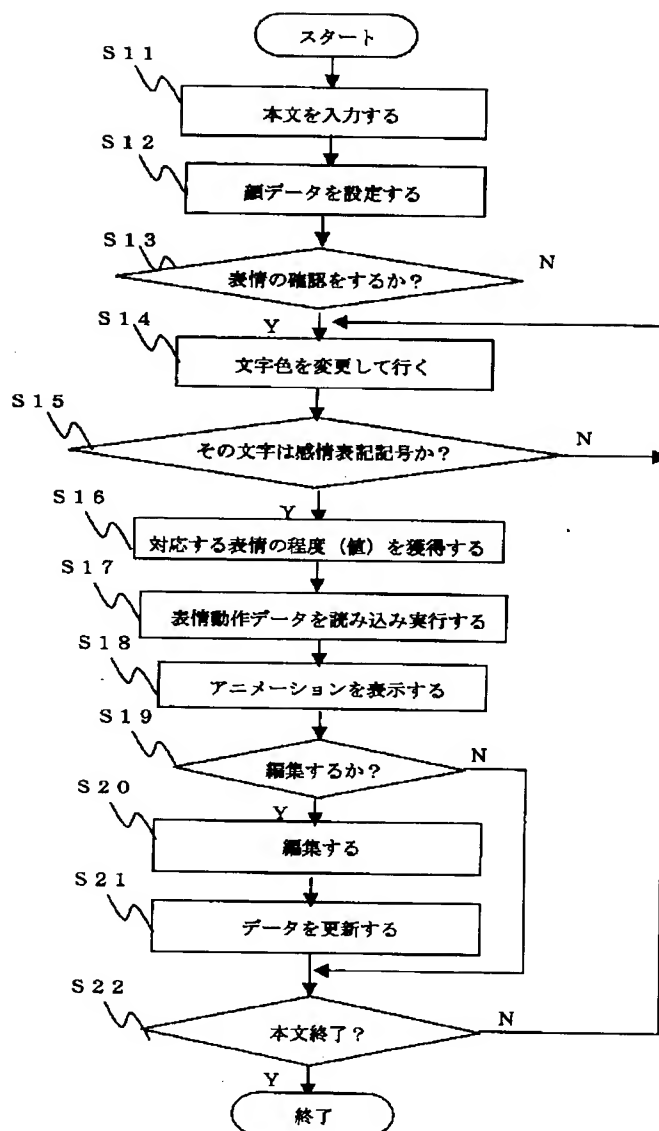 スタート
S11
本文を入力する
S12
顔データを設定する
S13
表情の確認をするか?
N
Y
S14
文字色を変更して行く
S15
その文字は感情表記記号か?
N
Y
S16
対応する表情の程度(値)を獲得する
S17
表情動作データを読み込み実行する
S18
アニメーションを表示する
S19
編集するか?
N
Y
S20
編集する
S21
データを更新する
S22
本文終了?
N
Y
終了